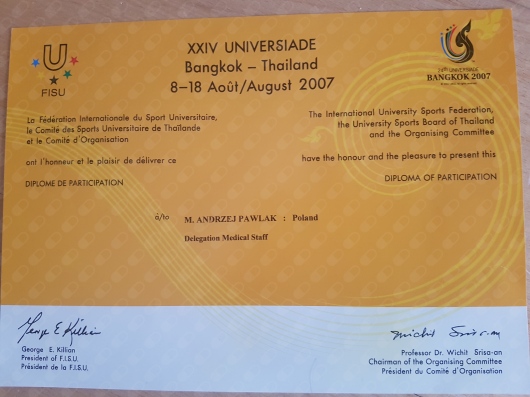 FISU
XXIV UNIVERSIADE
Bangkok – Thailand
8–18 Août/August 2007
BANGKOK 2007
La Fédération Internationale du Sport Universitaire,
le Comité des Sports Universitaire de Thaïlande
et le Comité d'Organisation
ont l'honneur et le plaisir de délivrer ce
DIPLOME DE PARTICIPATION
The International University Sports Federation,
the University Sports Board of Thailand
and the Organising Committee
have the honour and the pleasure to present this
DIPLOMA OF PARTICIPATION
à/to M. ANDRZEJ PAWLAK : Poland
Delegation Medical Staff
George E. Killian
George E. Killian
President of F.I.S.U.
Président de la F.I.S.U.
Wichit Srisa-an
Professor Dr. Wichit Srisa-an
Chairman of the Organising Committee
Président du Comité d'Organisation